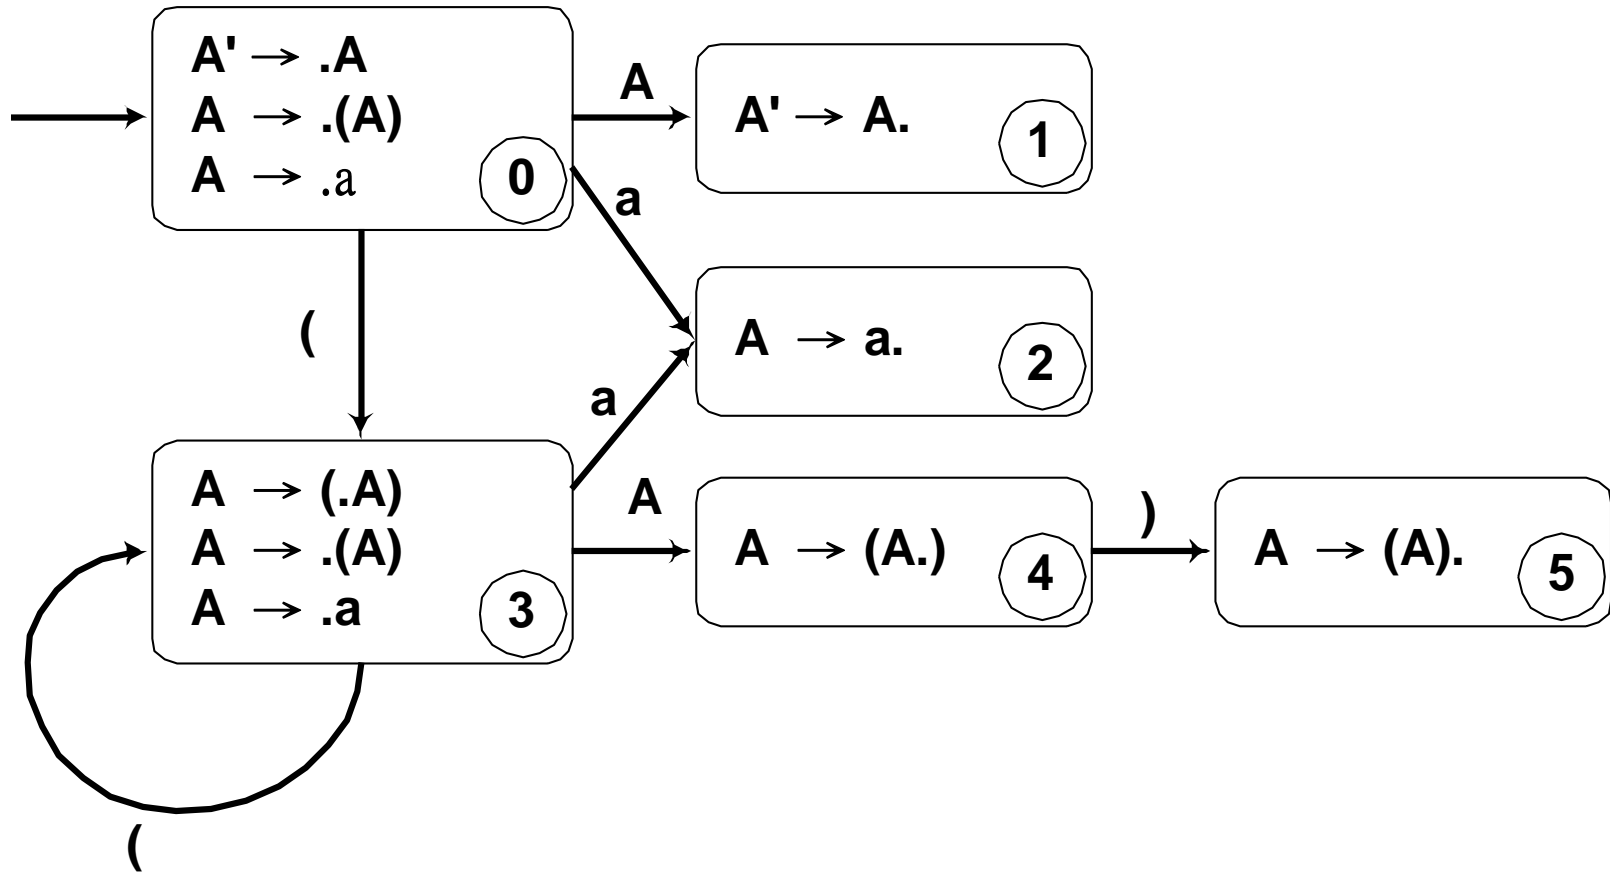 A' → .A
A → .(A)
A → .a
0
A
A' → A.
1
a
(
A → a.
2
a
A → (.A)
A → .(A)
A → .a
3
A
A → (A.)
4
)
A → (A).
5
(